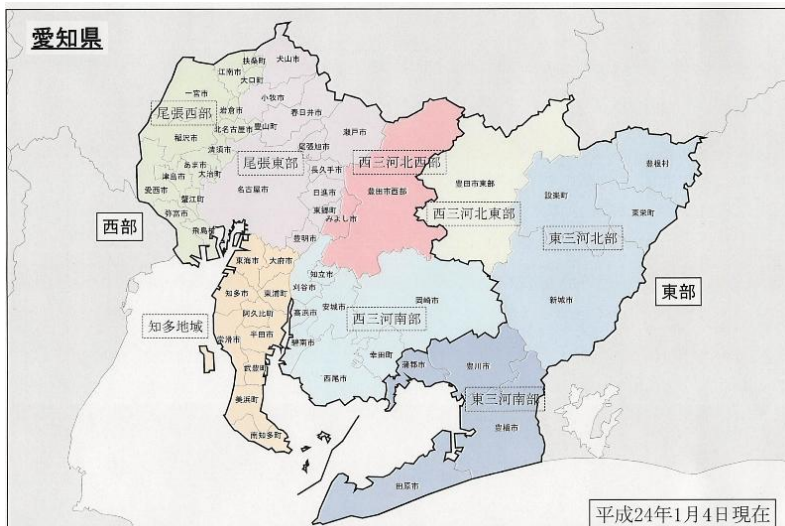 愛知県
扶桑町
犬山市
江南市
大口町
一宮市
小牧市
尾張西部
岩倉市
春日井市
豊山町
瀬戸市
北名古屋市
稲沢市
清須市
尾張旭市
西三河北西部
豊根村
あま市
尾張東部
豊田市東部
長久手市
津島市
大治町
設楽町
愛西市
名古屋市
日進市
豊田市西部
蟹江町
東郷町
みよし市
西三河北東部
東栄町
弥富市
西部
飛島村
豊明市
東三河北部
東海市
大府市
知立市
刈谷市
東部
知多市
東浦町
岡崎市
新城市
安城市
阿久比町
高浜市
西三河南部
知多地域
常滑市
半田市
碧南市
幸田町
蒲郡市
豊川市
武豊町
西尾市
美浜町
東三河南部
豊橋市
南知多町
田原市
平成24年1月4日現在